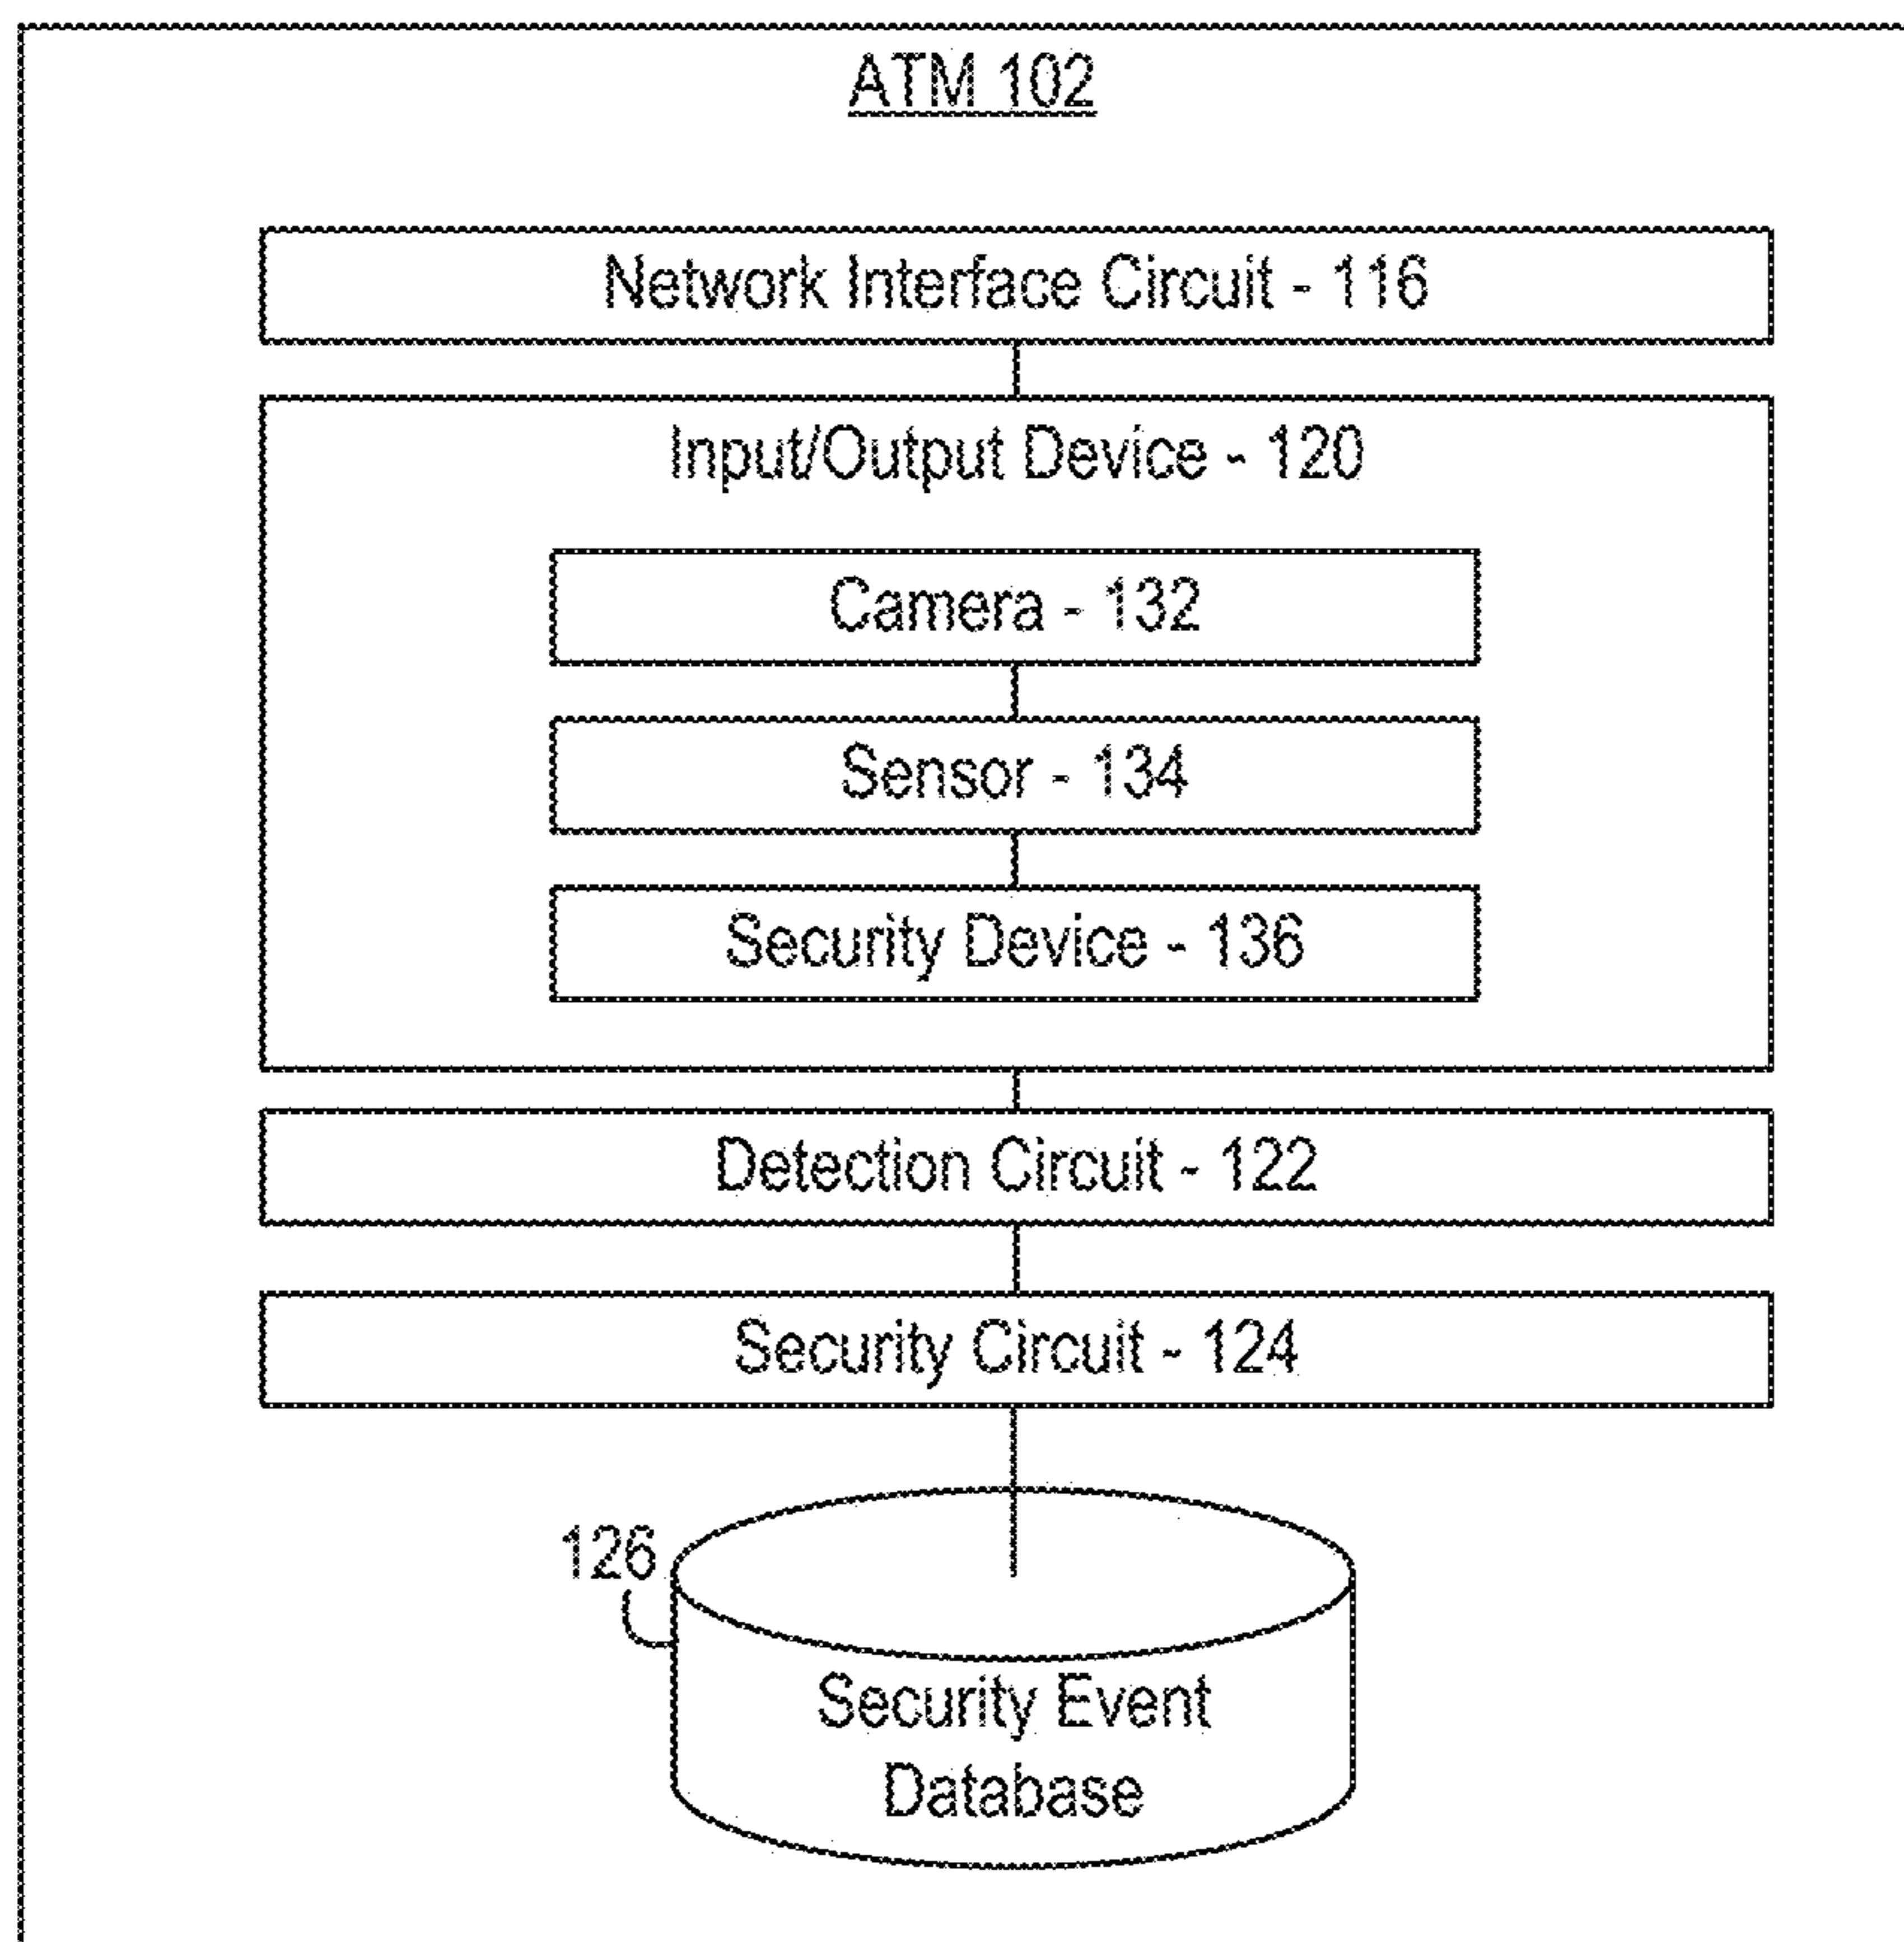 ATM 102
Network Interface Circuit - 116
Input/Output Device - 120
Camera - 132
Sensor - 134
Security Device - 136
Detection Circuit - 122
Security Circuit - 124
126
Security Event
Database